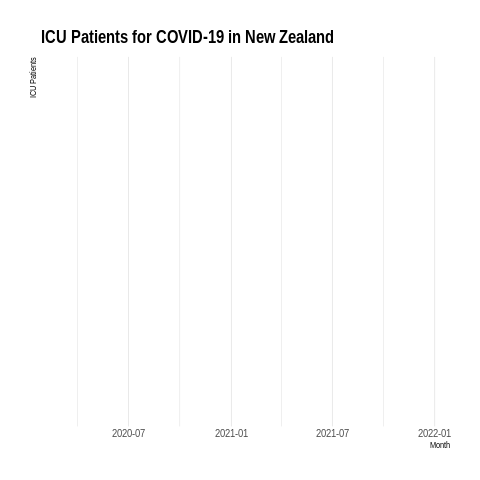 ICU Patients for COVID-19 in New Zealand
ICU Patients
2020-07 2021-01 2021-07 2022-01
Month